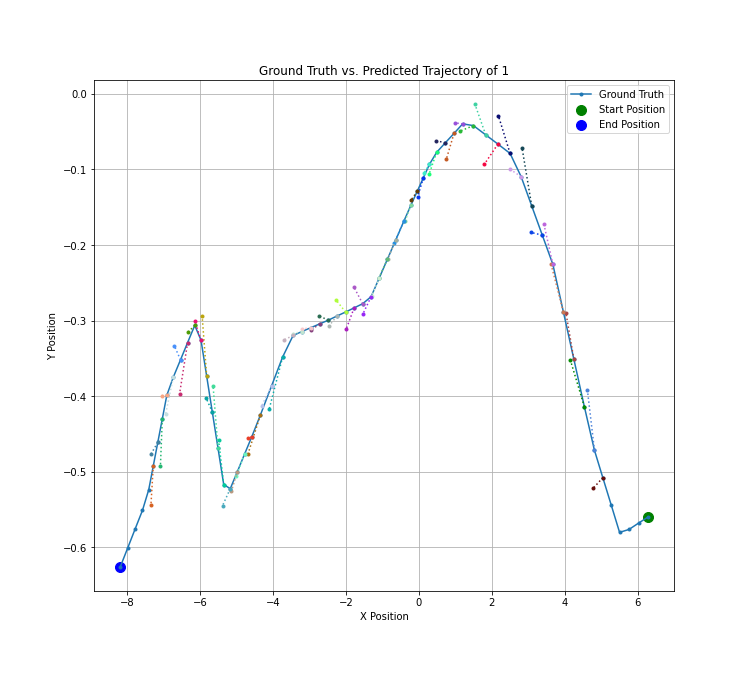 Ground Truth vs. Predicted Trajectory of 1
Ground Truth
Start Position
End Position
0.0
−0.1
−0.2
−0.3
−0.4
−0.5
−0.6
Y Position
−8 −6 −4 −2 0 2 4 6
X Position